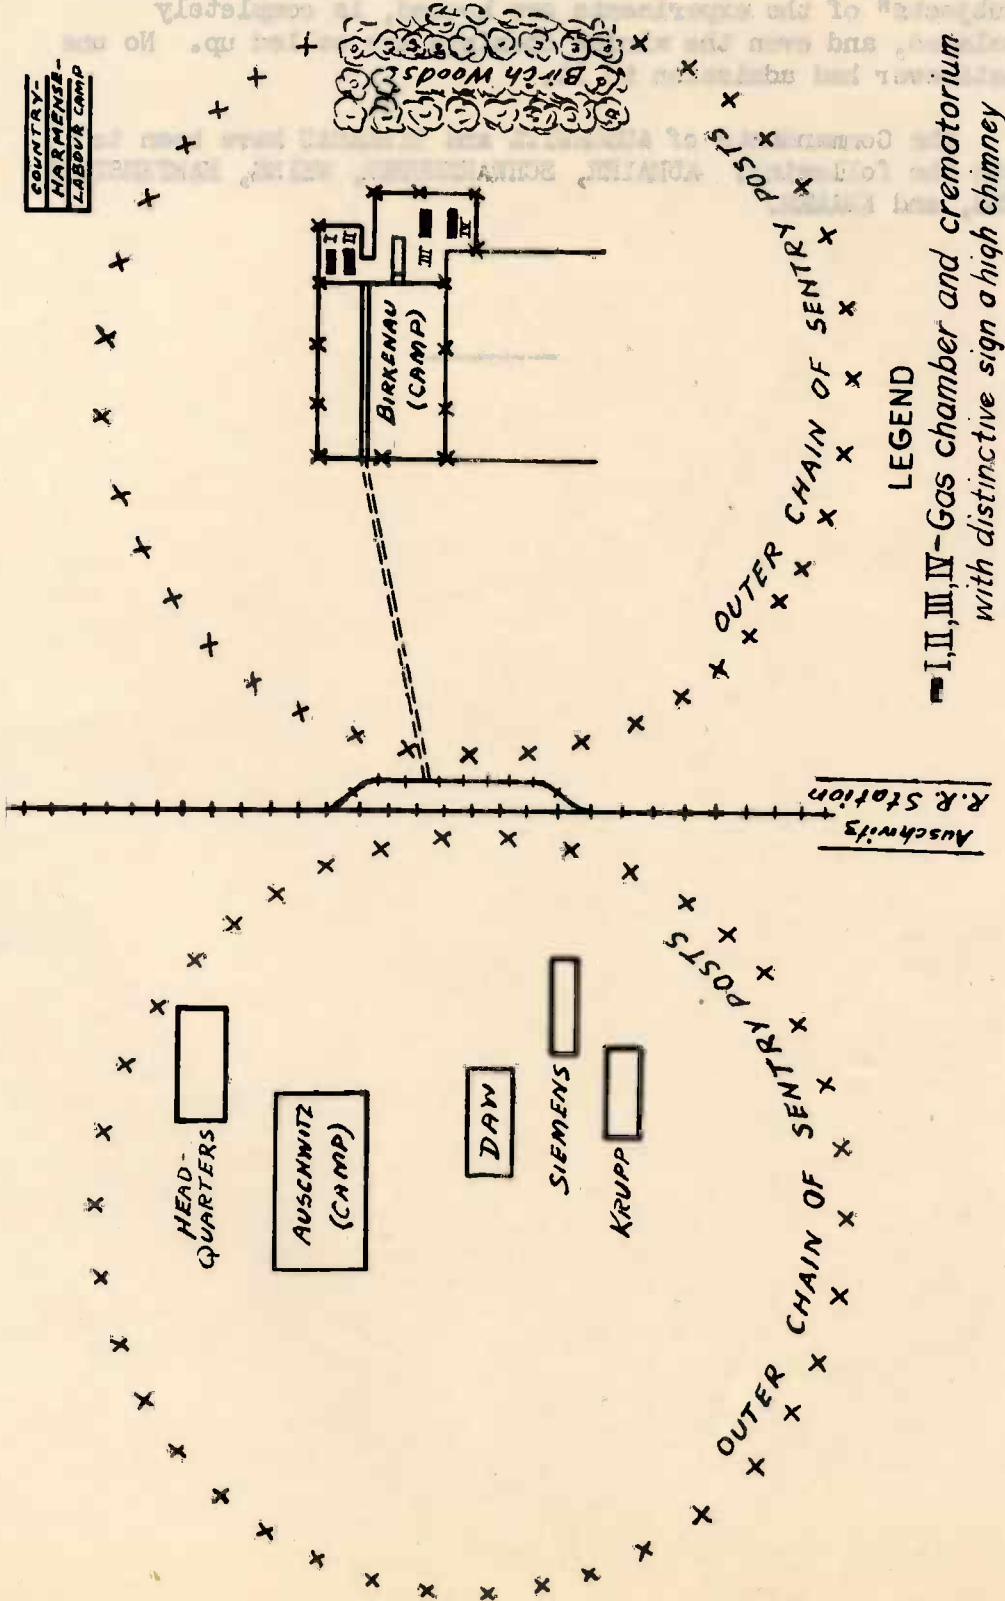 COUNTRY-
HARMENSE-
LABOUR CAMP
Birch Woods
I
II
III
IV
BIRKENAU
(CAMP)
OUTER CHAIN OF SENTRY POSTS
Auschwitz
R.R. Station
HEAD-
QUARTERS
AUSCHWITZ
(CAMP)
DAW
SIEMENS
KRUPP
OUTER CHAIN OF SENTRY POSTS
LEGEND
I, II, III, IV-Gas chamber and crematorium
with distinctive sign a high chimney